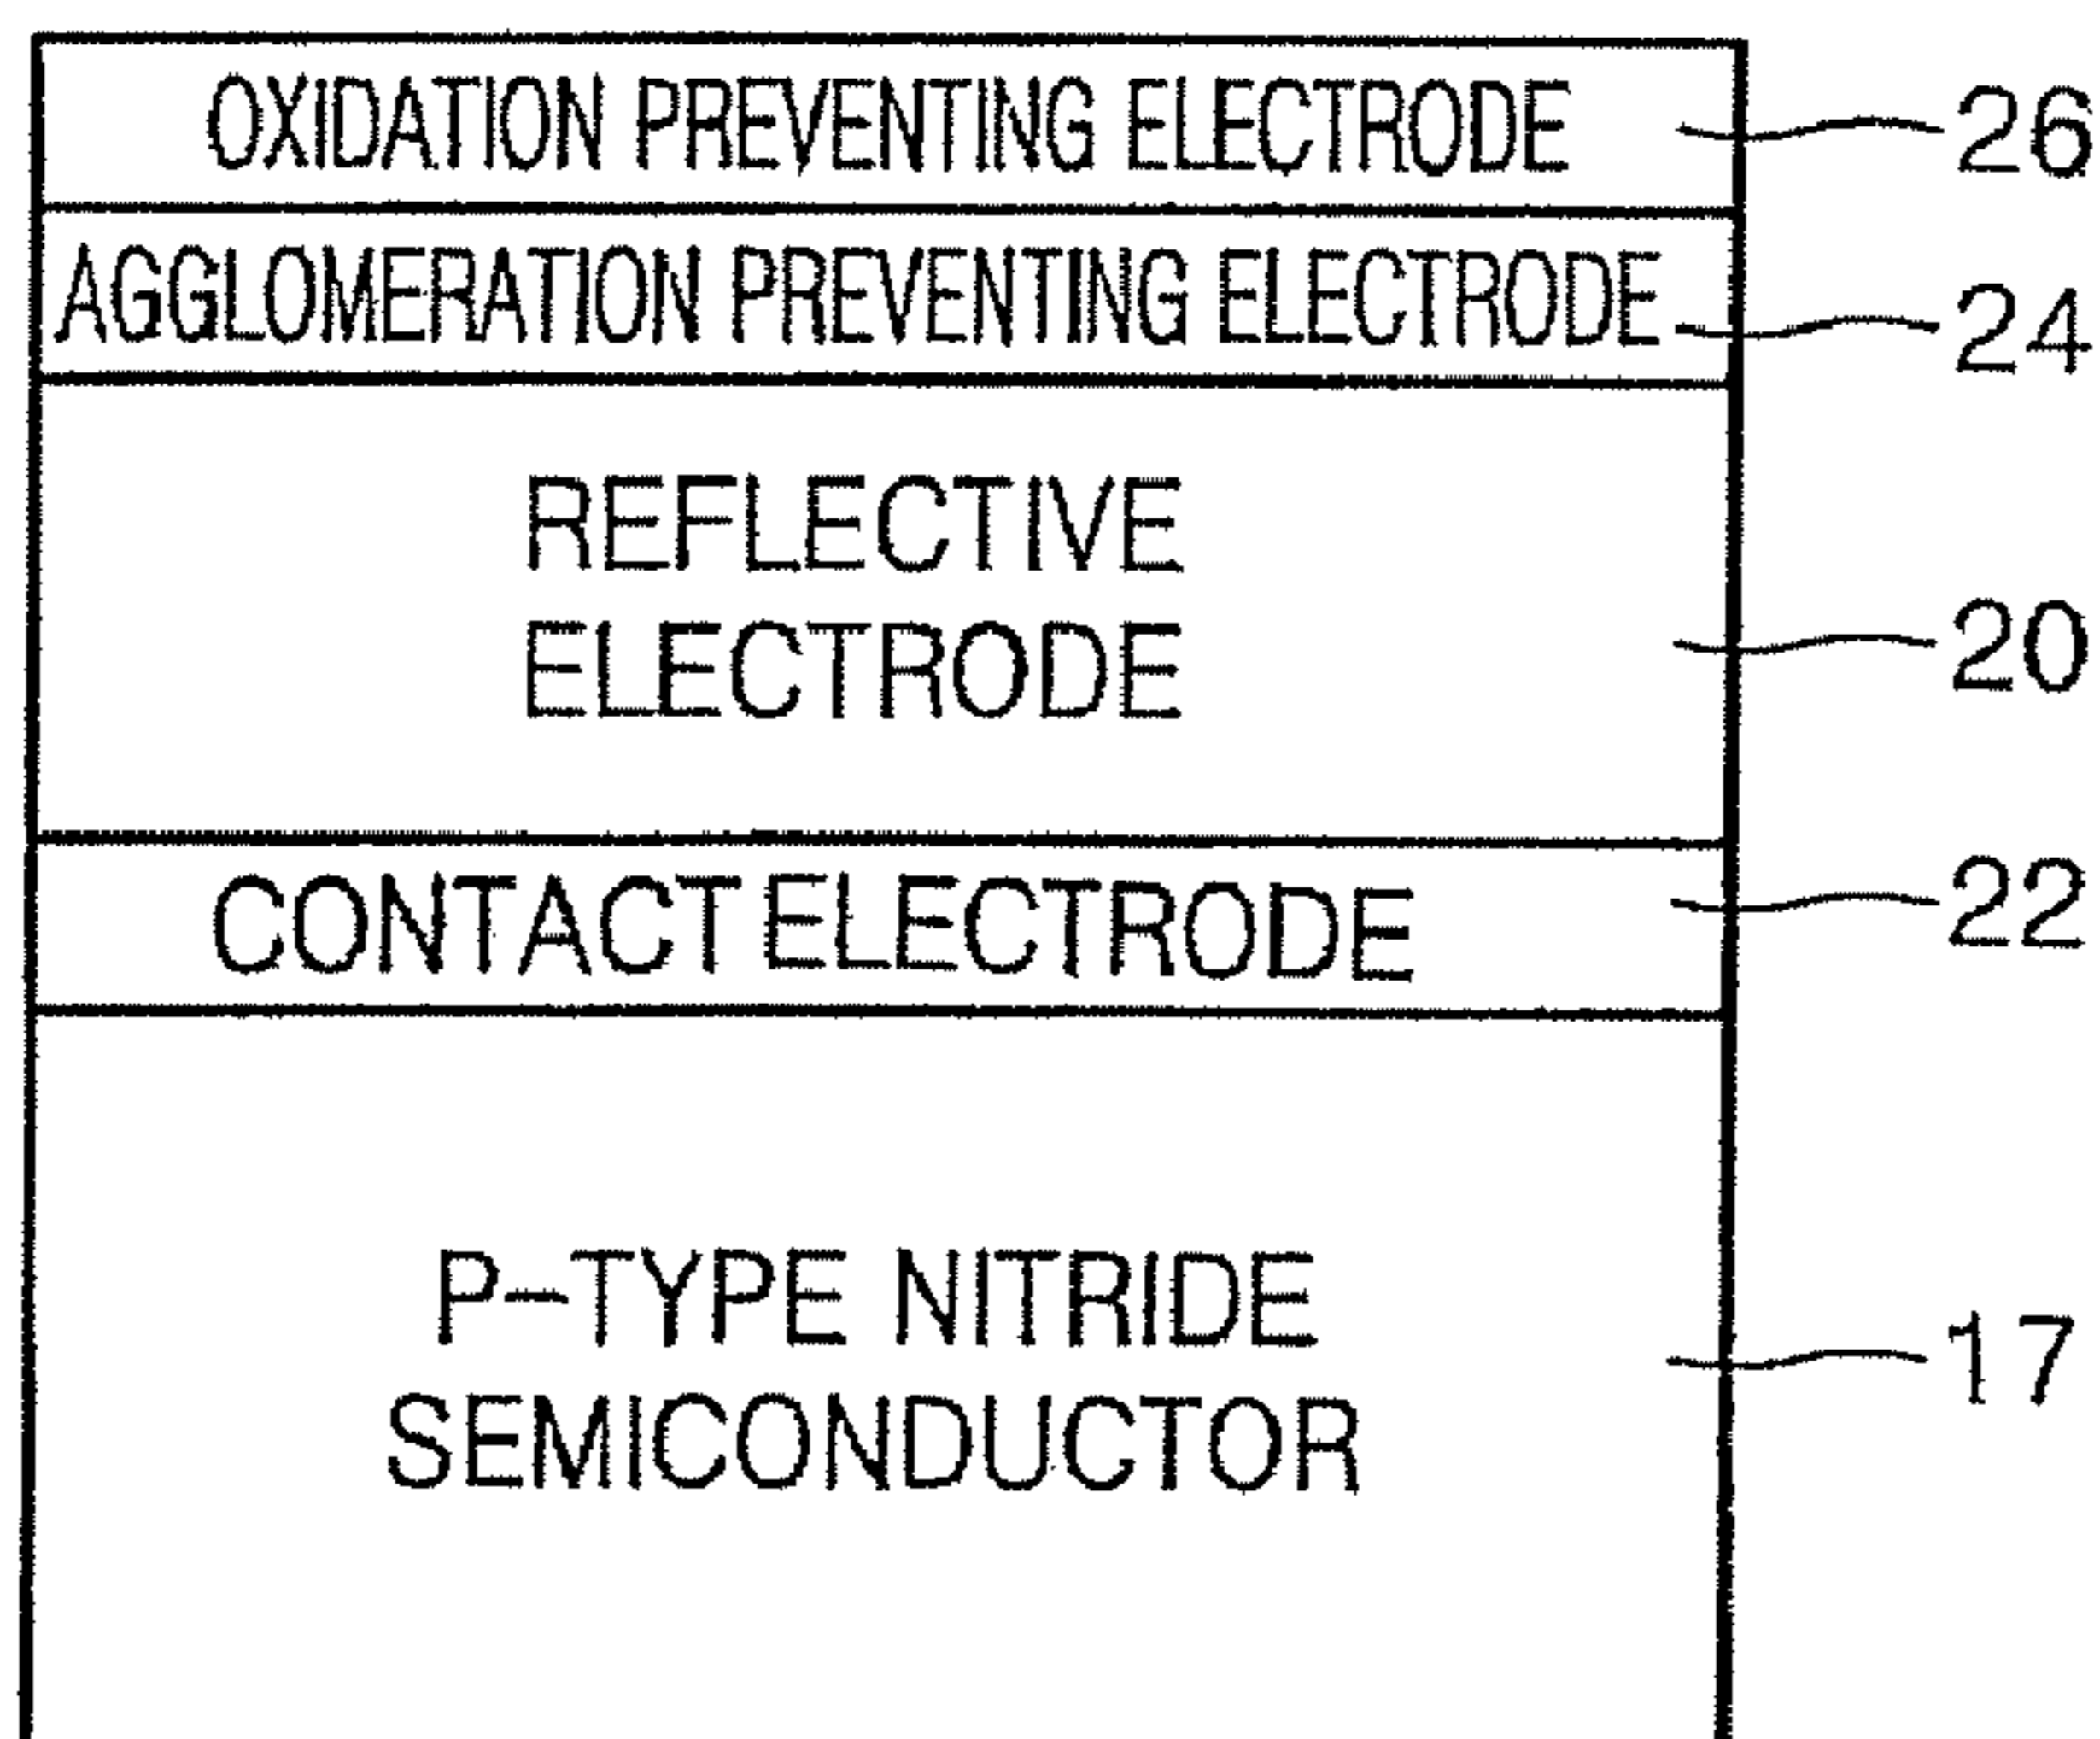 OXIDATION PREVENTING ELECTRODE 26
AGGLOMERATION PREVENTING ELECTRODE 24
REFLECTIVE
ELECTRODE 20
CONTACT ELECTRODE 22
P-TYPE NITRIDE
SEMICONDUCTOR 17